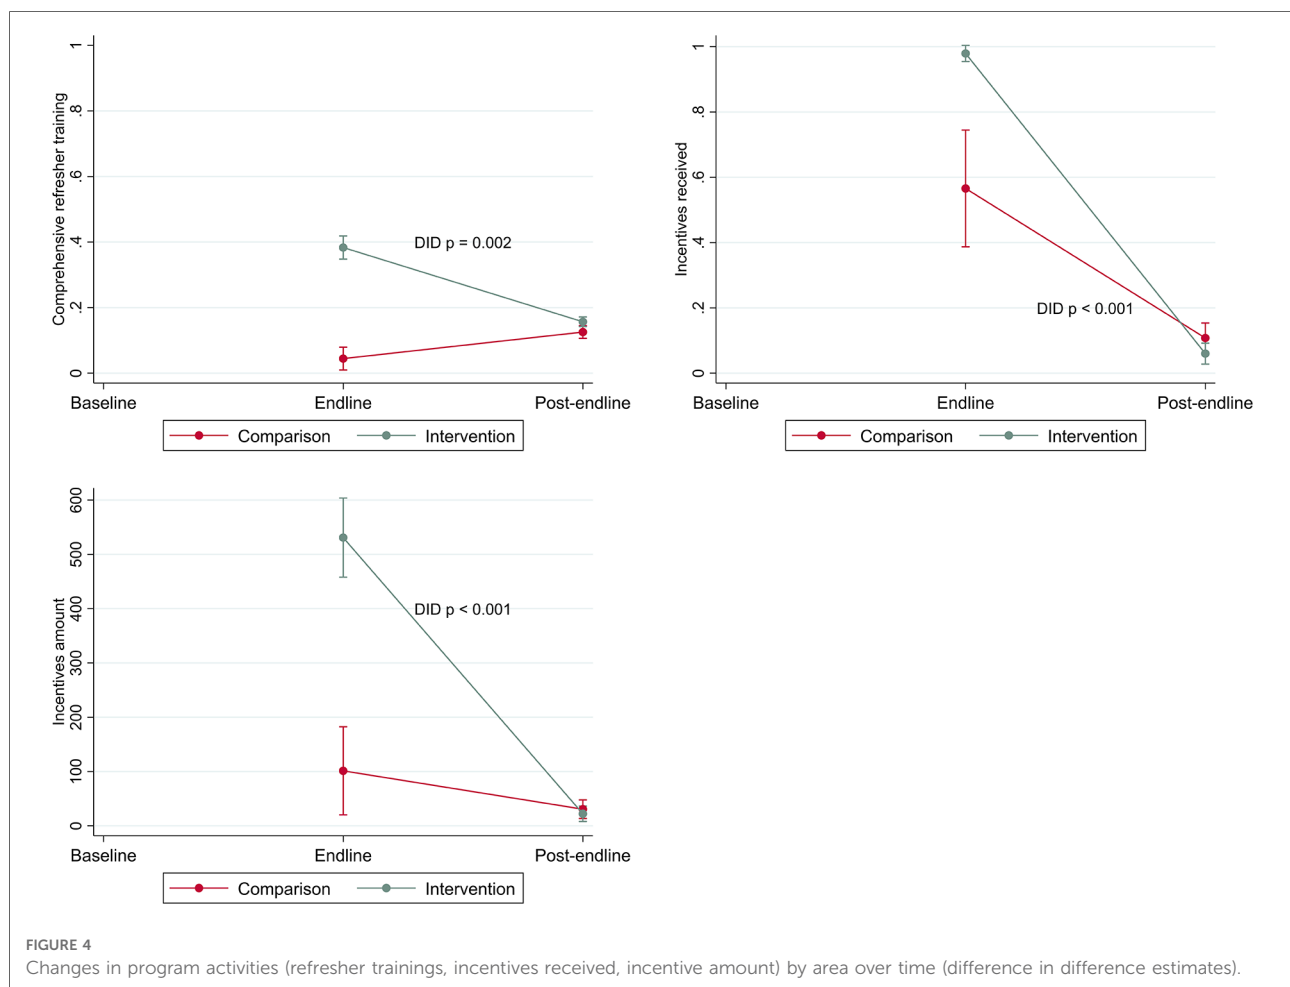 Comprehensive refresher training
1
.8
.6
.4
.2
0
DID p = 0.002
Baseline
Endline
Post-endline
Comparison
Intervention
Incentives received
1
.8
.6
.4
.2
0
DID p < 0.001
Baseline
Endline
Post-endline
Comparison
Intervention
Incentives amount
600
500
400
300
200
100
0
DID p < 0.001
Baseline
Endline
Post-endline
Comparison
Intervention
FIGURE 4
Changes in program activities (refresher trainings, incentives received, incentive amount) by area over time (difference in difference estimates).